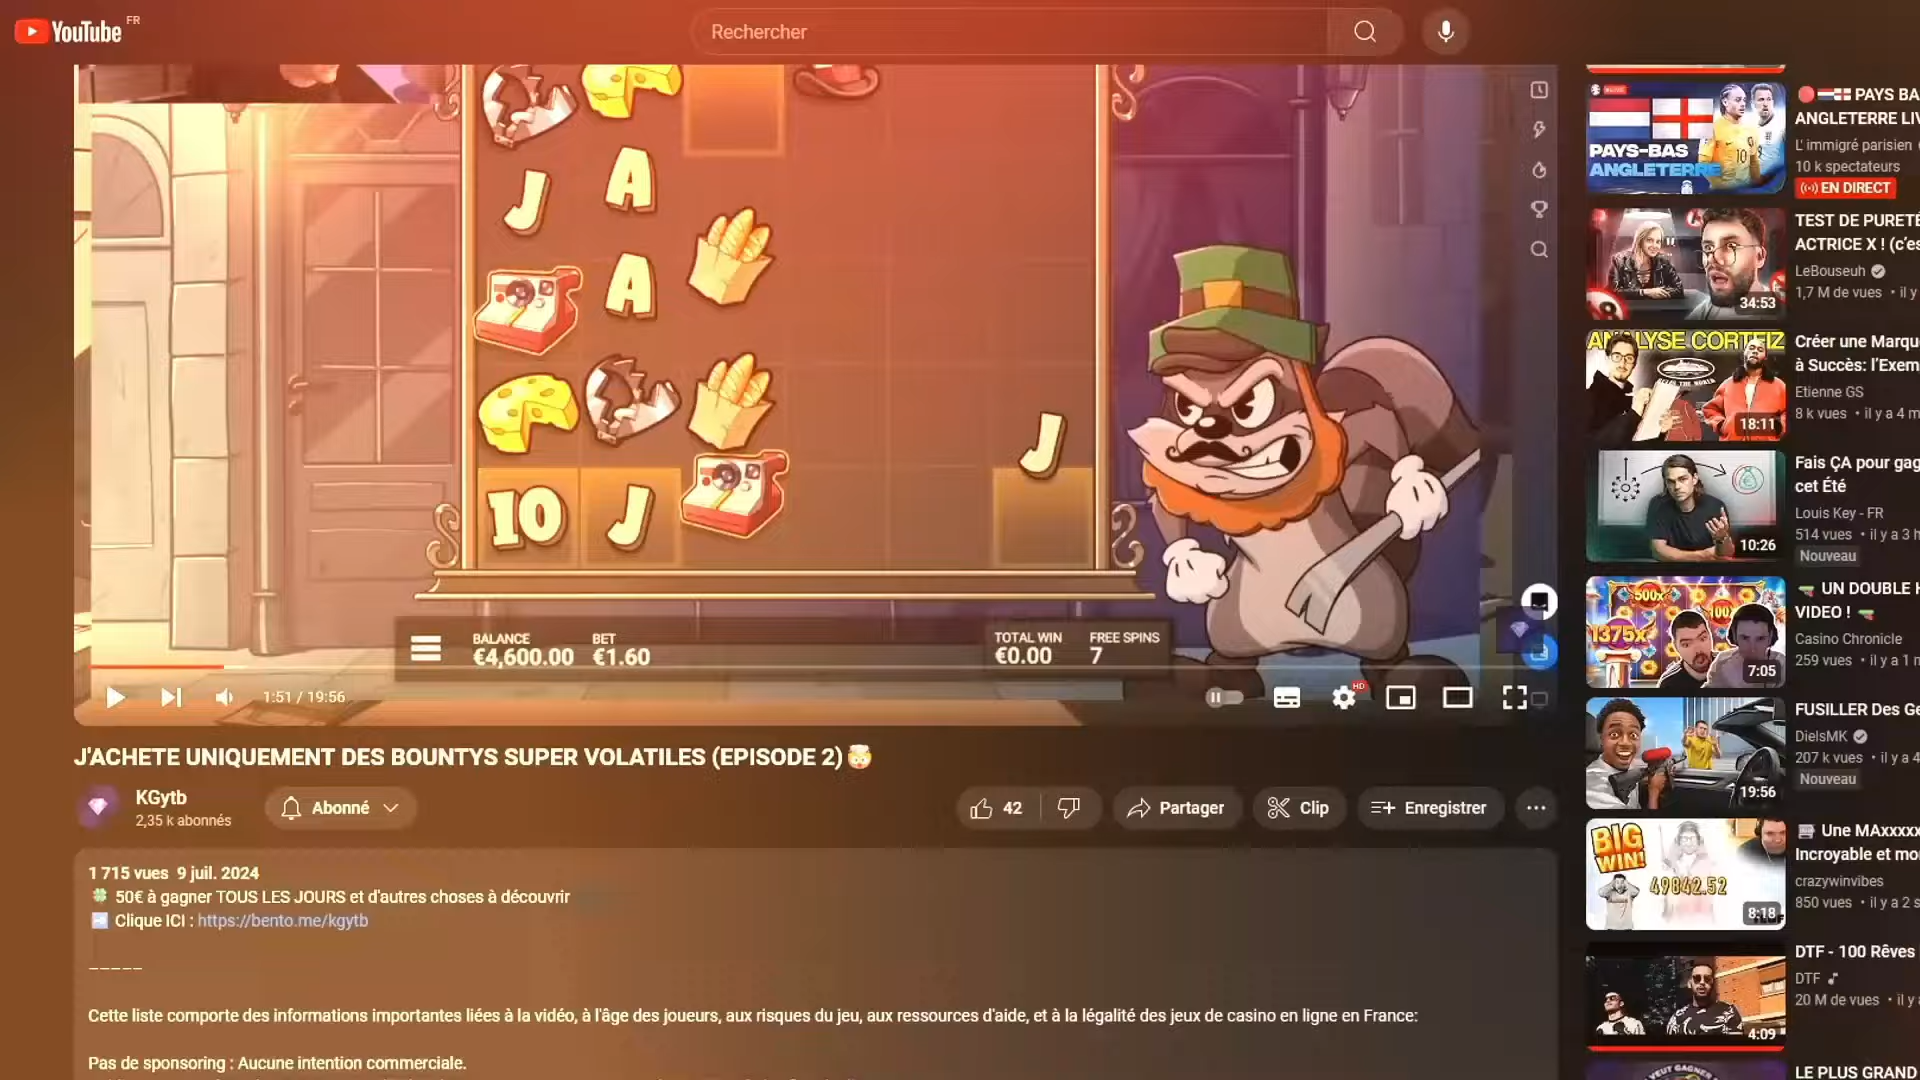 YouTube FR
Rechercher
J
A
A
J
10
J
BALANCE
€4,600.00
BET
€1.60
TOTAL WIN
€0.00
FREE SPINS
7
1:51 / 19:56
HD
J'ACHETE UNIQUEMENT DES BOUNTYS SUPER VOLATILES (EPISODE 2)
KGytb
2,35 k abonnés
Abonné
42
Partager
Clip
Enregistrer
1 715 vues 9 juil. 2024
50€ à gagner TOUS LES JOURS et d'autres choses à découvrir
Clique ICI : https://bento.me/kgytb
_____
Cette liste comporte des informations importantes liées à la vidéo, à l'âge des joueurs, aux risques du jeu, aux ressources d'aide, et à la légalité des jeux de casino en ligne en France:
Pas de sponsoring : Aucune intention commerciale.
PAYS-BAS
ANGLETERRE
PAYS BA
ANGLETERRE LIV
L' immigré parisien
10 k spectateurs
EN DIRECT
34:53
TEST DE PURETÉ
ACTRICE X ! (c'es
LeBouseuh
1,7 M de vues • il y
ANALYSE CORTEIZ
18:11
Créer une Marqu
à Succès: l'Exem
Etienne GS
8 k vues • il y a 4 m
10:26
Fais ÇA pour gag
cet Été
Louis Key - FR
514 vues • il y a 3 h
Nouveau
500x
100x
1375x
7:05
UN DOUBLE H
VIDEO !
Casino Chronicle
259 vues • il y a 1 m
19:56
FUSILLER Des Ge
DielsMK
207 k vues • il y a 4
Nouveau
BIG
WIN!
49842.52
8:18
Une MAxxxxx
Incroyable et mo
crazywinvibes
850 vues • il y a 2 s
4:09
DTF - 100 Rêves
DTF
20 M de vues • il y
LE PLUS GRAND